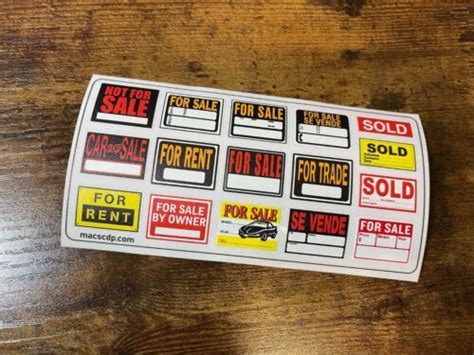 NOT FOR
SALE
FOR SALE
FOR SALE
FOR SALE
SE VENDE
SOLD
CAR FOR SALE
FOR RENT
FOR SALE
FOR TRADE
SOLD
FOR
RENT
FOR SALE
BY OWNER
FOR SALE
SE VENDE
SOLD
FOR SALE
macscdp.com